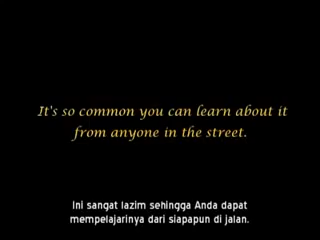 It's so common you can learn about it
from anyone in the street.
Ini sangat lazim sehingga Anda dapat
mempelajarinya dari siapapun di jalan.